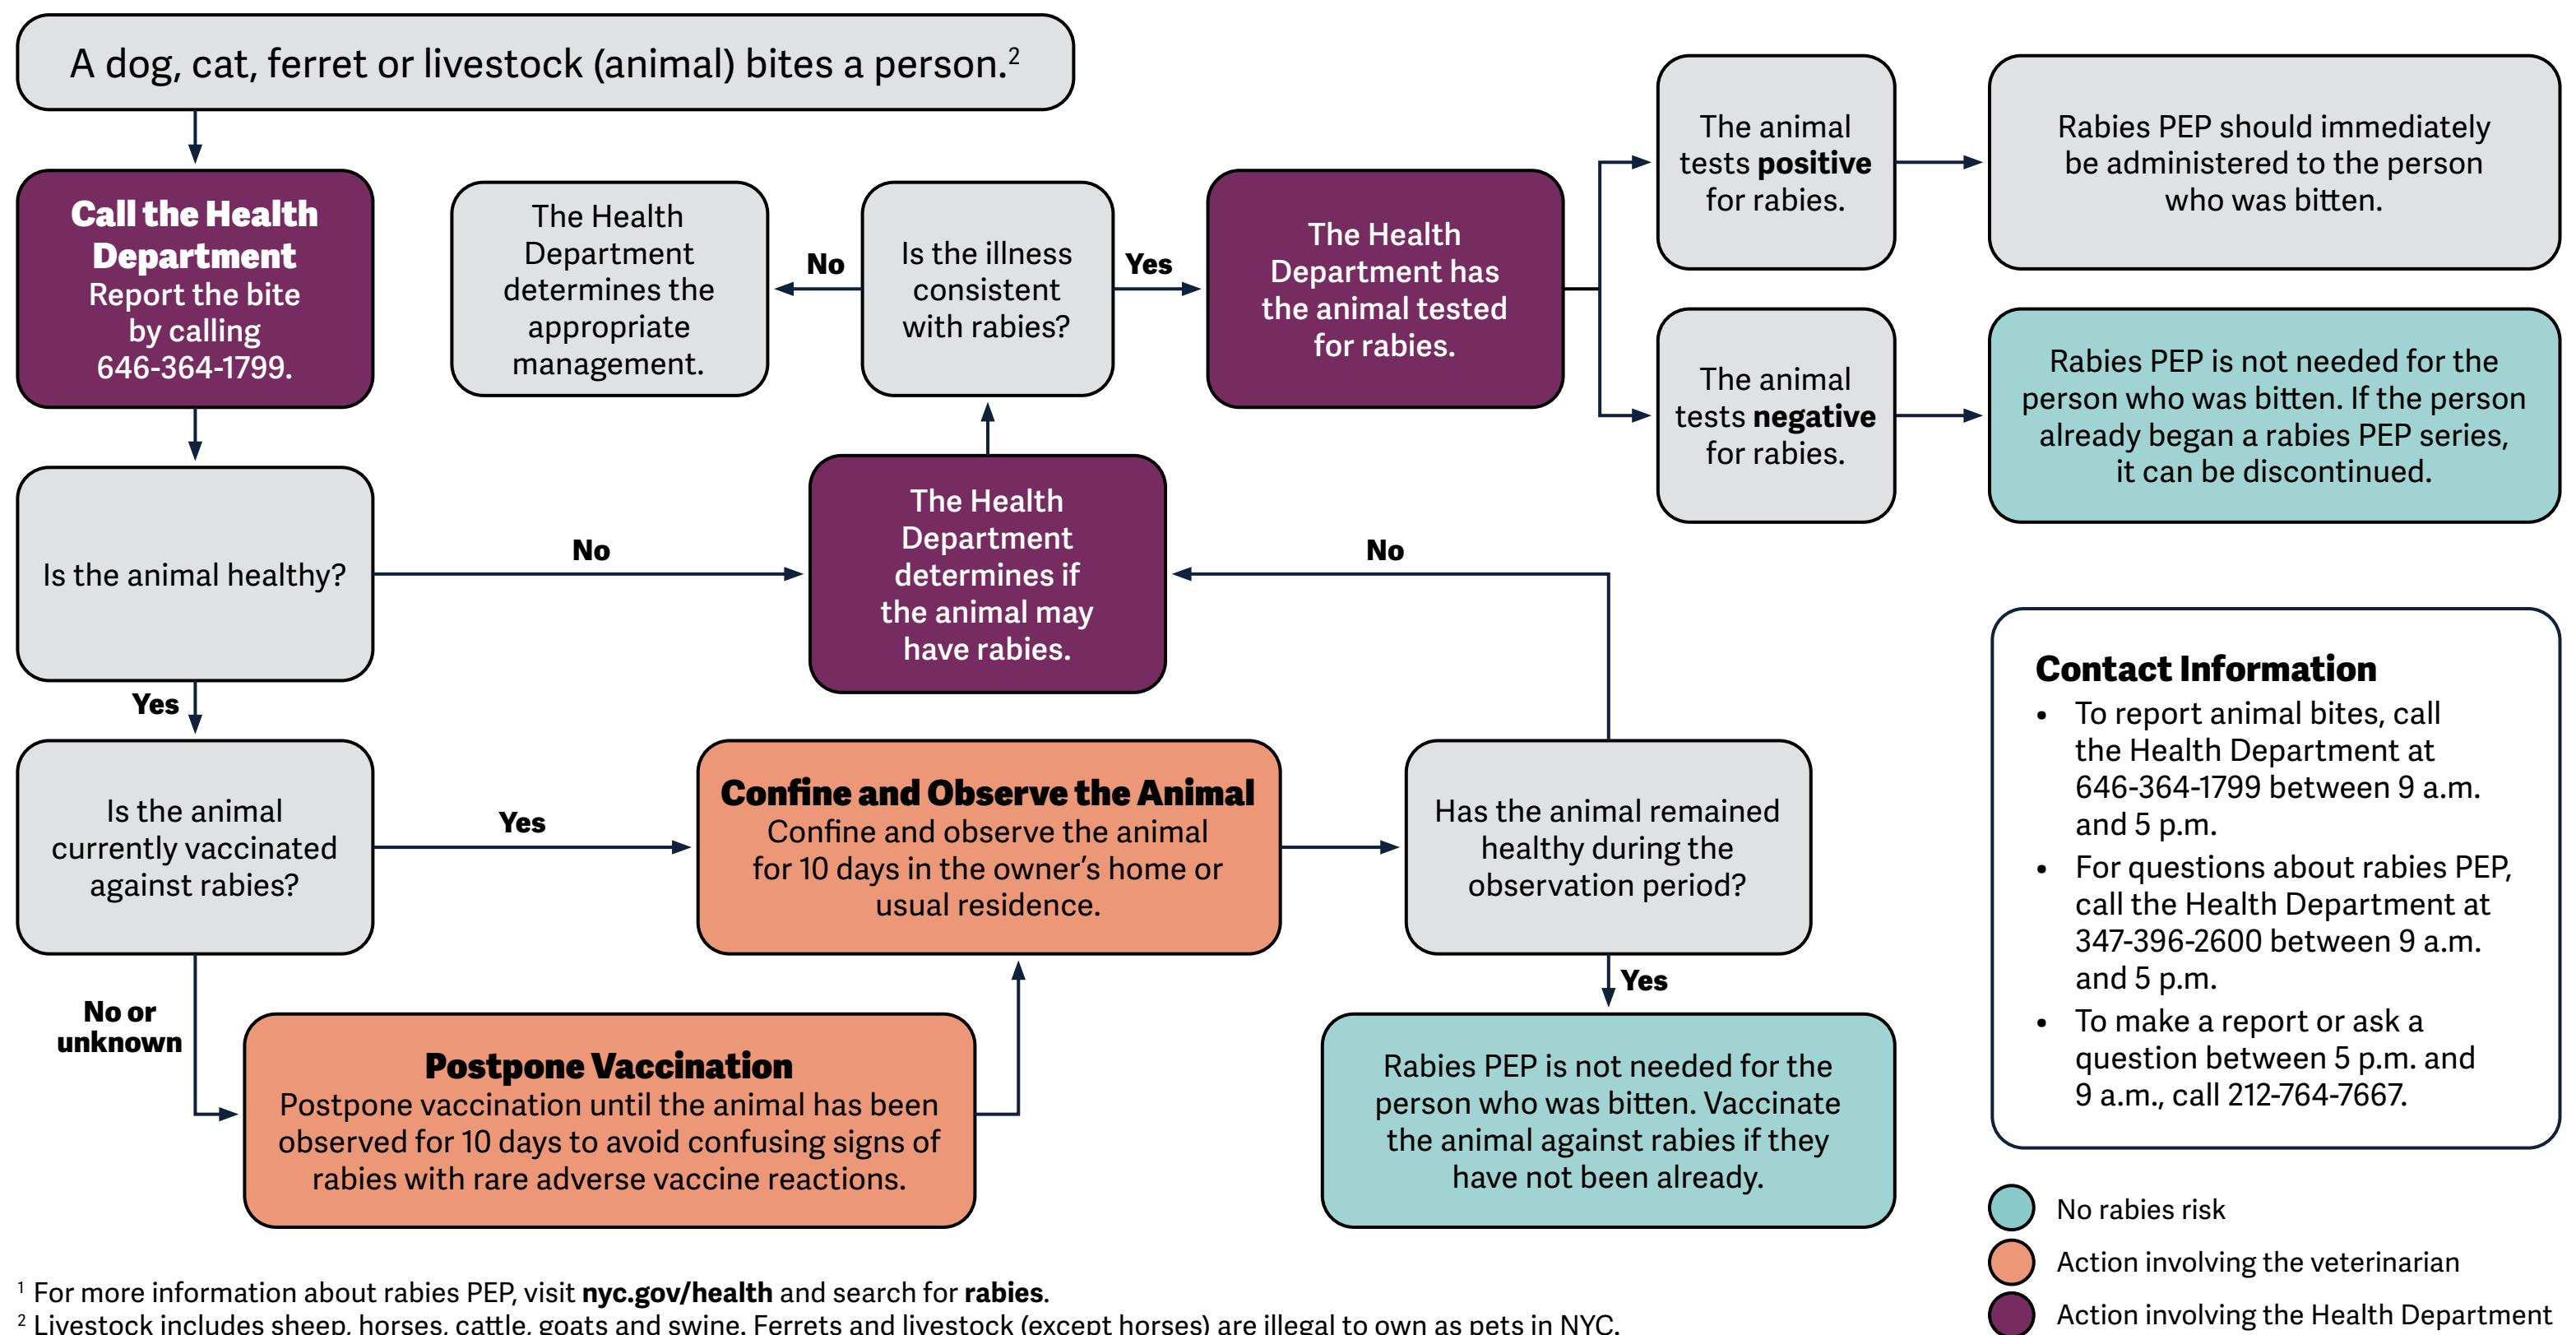 A dog, cat, ferret or livestock (animal) bites a person.²
Call the Health
Department
Report the bite
by calling
646-364-1799.
The Health
Department
determines the
appropriate
management.
No
Is the illness
consistent
with rabies?
Yes
The Health
Department has
the animal tested
for rabies.
The animal
tests positive
for rabies.
Rabies PEP should immediately
be administered to the person
who was bitten.
The animal
tests negative
for rabies.
Rabies PEP is not needed for the
person who was bitten. If the person
already began a rabies PEP series,
it can be discontinued.
Is the animal healthy?
No
The Health
Department
determines if
the animal may
have rabies.
No
Yes
Is the animal
currently vaccinated
against rabies?
Yes
Confine and Observe the Animal
Confine and observe the animal
for 10 days in the owner’s home or
usual residence.
Has the animal remained
healthy during the
observation period?
No or
unknown
Postpone Vaccination
Postpone vaccination until the animal has been
observed for 10 days to avoid confusing signs of
rabies with rare adverse vaccine reactions.
Yes
Rabies PEP is not needed for the
person who was bitten. Vaccinate
the animal against rabies if they
have not been already.
Contact Information
• To report animal bites, call
the Health Department at
646-364-1799 between 9 a.m.
and 5 p.m.
• For questions about rabies PEP,
call the Health Department at
347-396-2600 between 9 a.m.
and 5 p.m.
• To make a report or ask a
question between 5 p.m. and
9 a.m., call 212-764-7667.
No rabies risk
Action involving the veterinarian
Action involving the Health Department
¹ For more information about rabies PEP, visit nyc.gov/health and search for rabies.
² Livestock includes sheep, horses, cattle, goats and swine. Ferrets and livestock (except horses) are illegal to own as pets in NYC.